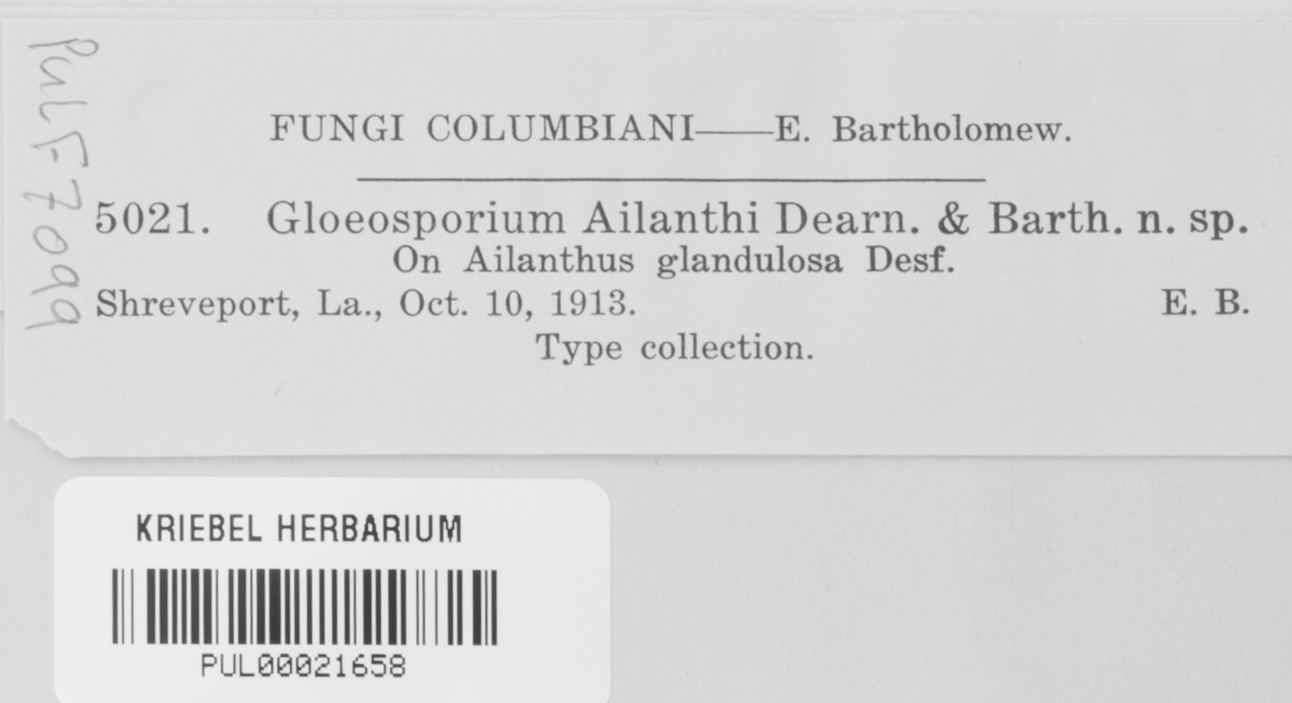 PUL F-7099
FUNGI COLUMBIANI——E. Bartholomew.
5021. Gloeosporium Ailanthi Dearn. & Barth. n. sp.
On Ailanthus glandulosa Desf.
Shreveport, La., Oct. 10, 1913. E. B.
Type collection.
KRIEBEL HERBARIUM
PUL00021658